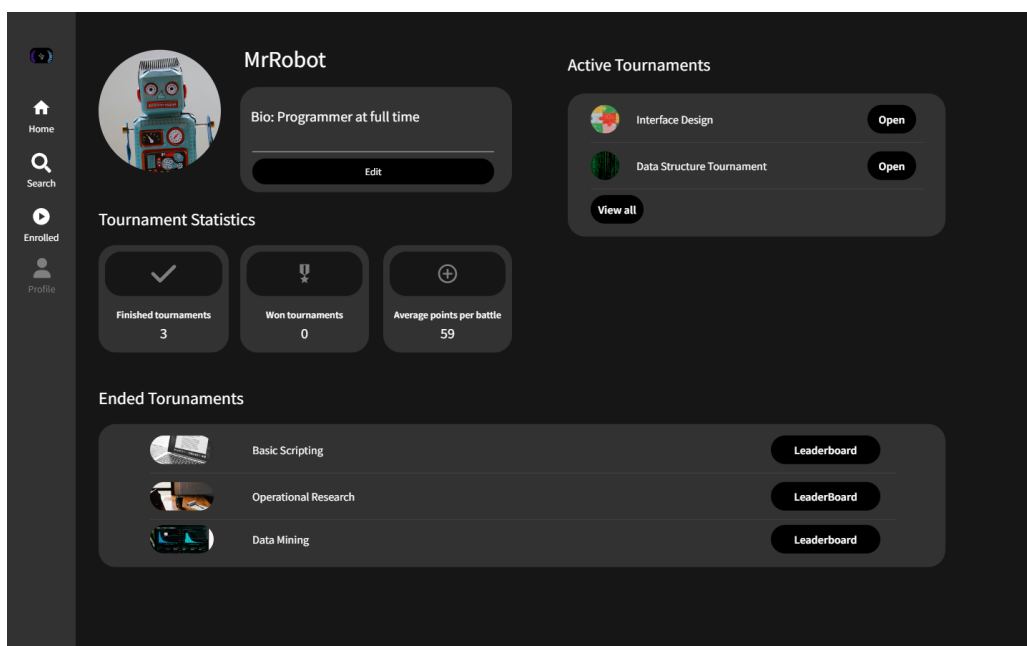 Home
Search
Enrolled
Profile
MrRobot
Bio: Programmer at full time
Edit
Active Tournaments
Interface Design
Open
Data Structure Tournament
Open
View all
Tournament Statistics
Finished tournaments
3
Won tournaments
0
Average points per battle
59
Ended Torunaments
Basic Scripting
Leaderboard
Operational Research
LeaderBoard
Data Mining
Leaderboard